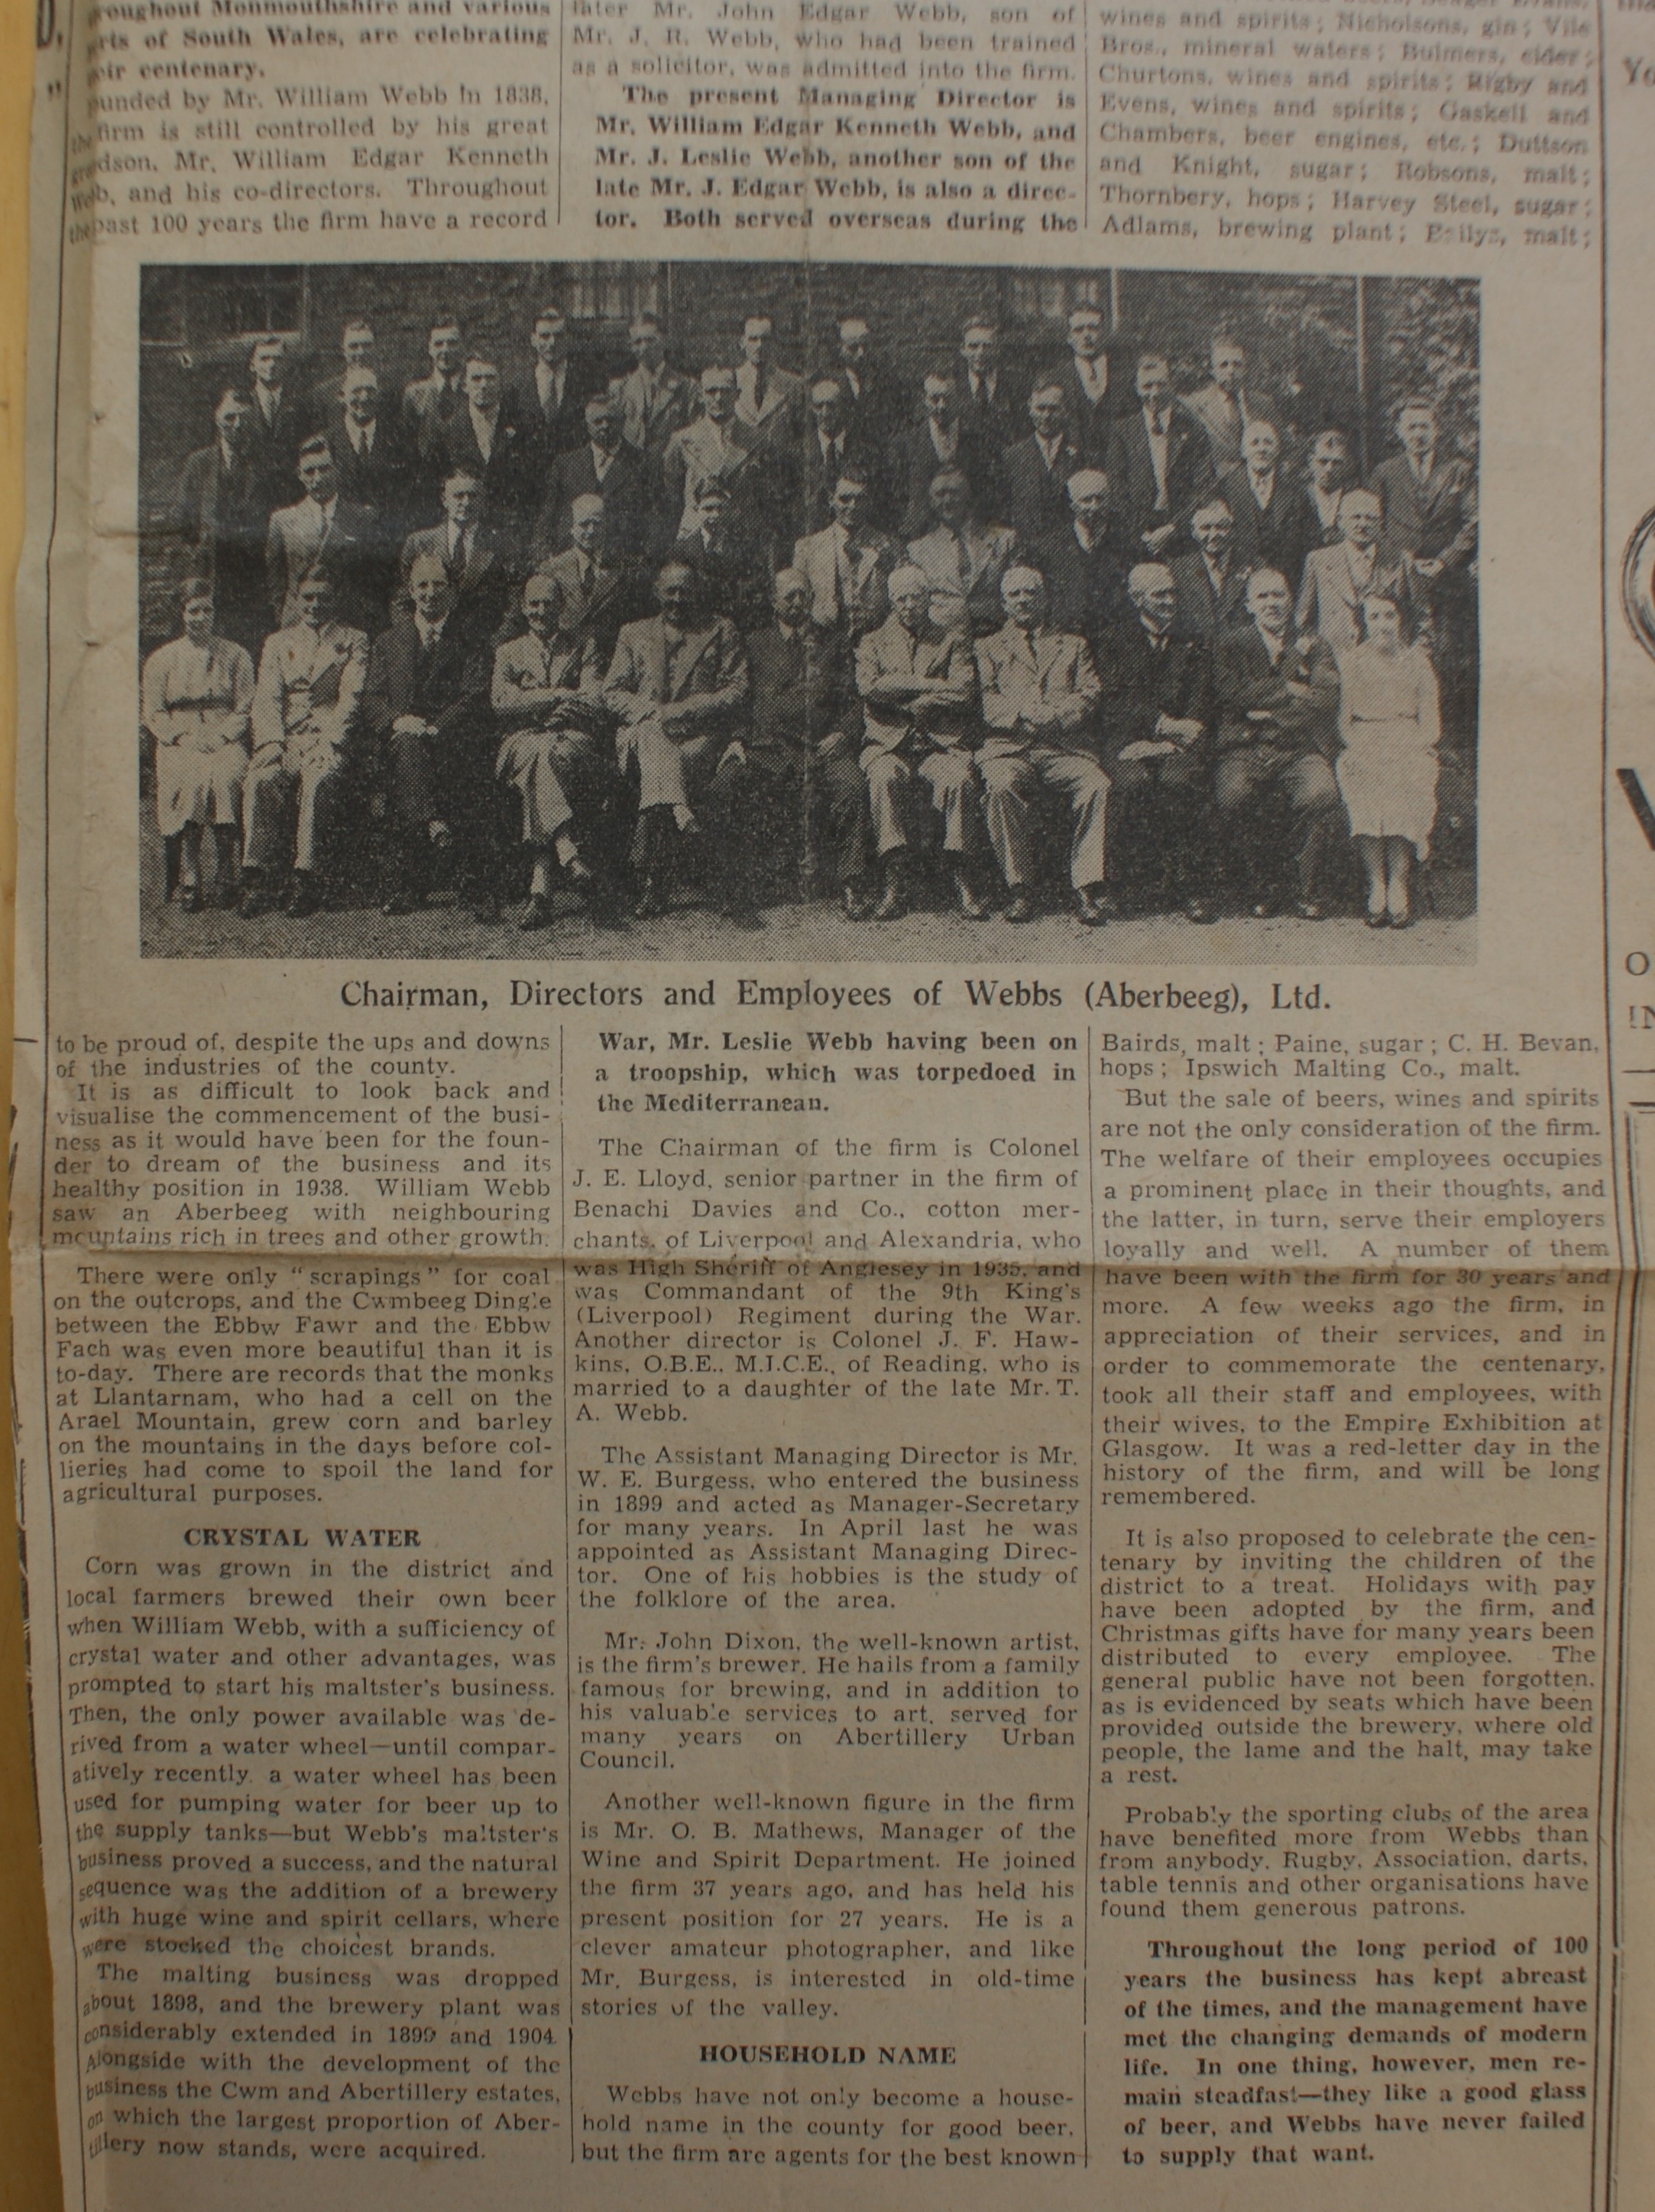 roughout Monmouthshire and various
of South Wales, are celebrating
centenary.
unded by Mr. William Webb in 1838,
the firm is still controlled by his great
Mr. William Edgar Kenneth
and his co-directors. Throughout
the past 100 years the firm have a record
to be proud of, despite the ups and downs
of the industries of the county.
It is as difficult to look back and
visualise the commencement of the busi-
ness as it would have been for the foun-
der to dream of the business and its
healthy position in 1938. William Webb
saw an Aberbeeg with neighbouring
mountains rich in trees and other growth.
There were only "scrapings" for coal
on the outcrops, and the Cwmbeeg Dingle
between the Ebbw Fawr and the Ebbw
Fach was even more beautiful than it is
to-day. There are records that the monks
at Llantarnam, who had a cell on the
Arael Mountain, grew corn and barley
on the mountains in the days before col-
lieries had come to spoil the land for
agricultural purposes.
CRYSTAL WATER
Corn was grown in the district and
local farmers brewed their own beer
when William Webb, with a sufficiency of
crystal water and other advantages, was
prompted to start his maltster's business.
Then, the only power available was de-
rived from a water wheel—until compar-
atively recently, a water wheel has been
used for pumping water for beer up to
the supply tanks—but Webb's maltster's
business proved a success, and the natural
sequence was the addition of a brewery
with huge wine and spirit cellars, where
were stocked the choicest brands.
The malting business was dropped
about 1898, and the brewery plant was
considerably extended in 1899 and 1904.
Alongside with the development of the
business the Cwm and Abertillery estates,
on which the largest proportion of Aber-
tillery now stands, were acquired.
later Mr. John Edgar Webb, son of
Mr. J. R. Webb, who had been trained
as a solicitor, was admitted into the firm.
The present Managing Director is
Mr. William Edgar Kenneth Webb, and
Mr. J. Leslie Webb, another son of the
late Mr. J. Edgar Webb, is also a direc-
tor. Both served overseas during the
War, Mr. Leslie Webb having been on
a troopship, which was torpedoed in
the Mediterranean.
The Chairman of the firm is Colonel
J. E. Lloyd, senior partner in the firm of
Benachi Davies and Co., cotton mer-
chants, of Liverpool and Alexandria, who
was High Sheriff of Anglesey in 1935, and
was Commandant of the 9th King's
(Liverpool) Regiment during the War.
Another director is Colonel J. F. Haw-
kins, O.B.E., M.I.C.E., of Reading, who is
married to a daughter of the late Mr. T.
A. Webb.
The Assistant Managing Director is Mr.
W. E. Burgess, who entered the business
in 1899 and acted as Manager-Secretary
for many years. In April last he was
appointed as Assistant Managing Direc-
tor. One of his hobbies is the study of
the folklore of the area.
Mr. John Dixon, the well-known artist,
is the firm's brewer. He hails from a family
famous for brewing, and in addition to
his valuable services to art, served for
many years on Abertillery Urban
Council.
Another well-known figure in the firm
is Mr. O. B. Mathews, Manager of the
Wine and Spirit Department. He joined
the firm 37 years ago, and has held his
present position for 27 years. He is a
clever amateur photographer, and like
Mr. Burgess, is interested in old-time
stories of the valley.
HOUSEHOLD NAME
Webbs have not only become a house-
hold name in the county for good beer,
but the firm are agents for the best known
wines and spirits; Nicholsons, gin; Vile
Bros., mineral waters; Bulmers, cider;
Churtons, wines and spirits; Rigby and
Evens, wines and spirits; Gaskell and
Chambers, beer engines, etc.; Duttson
and Knight, sugar; Robsons, malt;
Thornbery, hops; Harvey Steel, sugar;
Adlams, brewing plant; malt;
Bairds, malt; Paine, sugar; C. H. Bevan,
hops; Ipswich Malting Co., malt.
But the sale of beers, wines and spirits
are not the only consideration of the firm.
The welfare of their employees occupies
a prominent place in their thoughts, and
the latter, in turn, serve their employers
loyally and well. A number of them
have been with the firm for 30 years and
more. A few weeks ago the firm, in
appreciation of their services, and in
order to commemorate the centenary,
took all their staff and employees, with
their wives, to the Empire Exhibition at
Glasgow. It was a red-letter day in the
history of the firm, and will be long
remembered.
It is also proposed to celebrate the cen-
tenary by inviting the children of the
district to a treat. Holidays with pay
have been adopted by the firm, and
Christmas gifts have for many years been
distributed to every employee. The
general public have not been forgotten,
as is evidenced by seats which have been
provided outside the brewery, where old
people, the lame and the halt, may take
a rest.
Probably the sporting clubs of the area
have benefited more from Webbs than
from anybody. Rugby, Association, darts,
table tennis and other organisations have
found them generous patrons.
Throughout the long period of 100
years the business has kept abreast
of the times, and the management have
met the changing demands of modern
life. In one thing, however, men re-
main steadfast—they like a good glass
of beer, and Webbs have never failed
to supply that want.
Chairman, Directors and Employees of Webbs (Aberbeeg), Ltd.